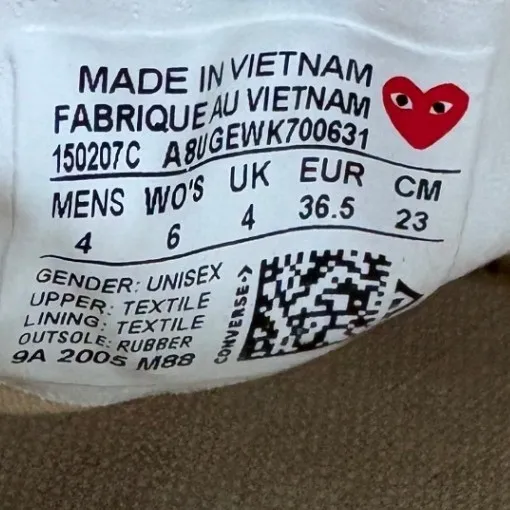 MADE IN VIETNAM
FABRIQUE AU VIETNAM
150207C A8UGEWK700631
MENS WO'S UK EUR CM
4 6 4 36.5 23
GENDER: UNISEX
UPPER: TEXTILE
LINING: TEXTILE
OUTSOLE: RUBBER
9A 2005 M88
CONVERSE